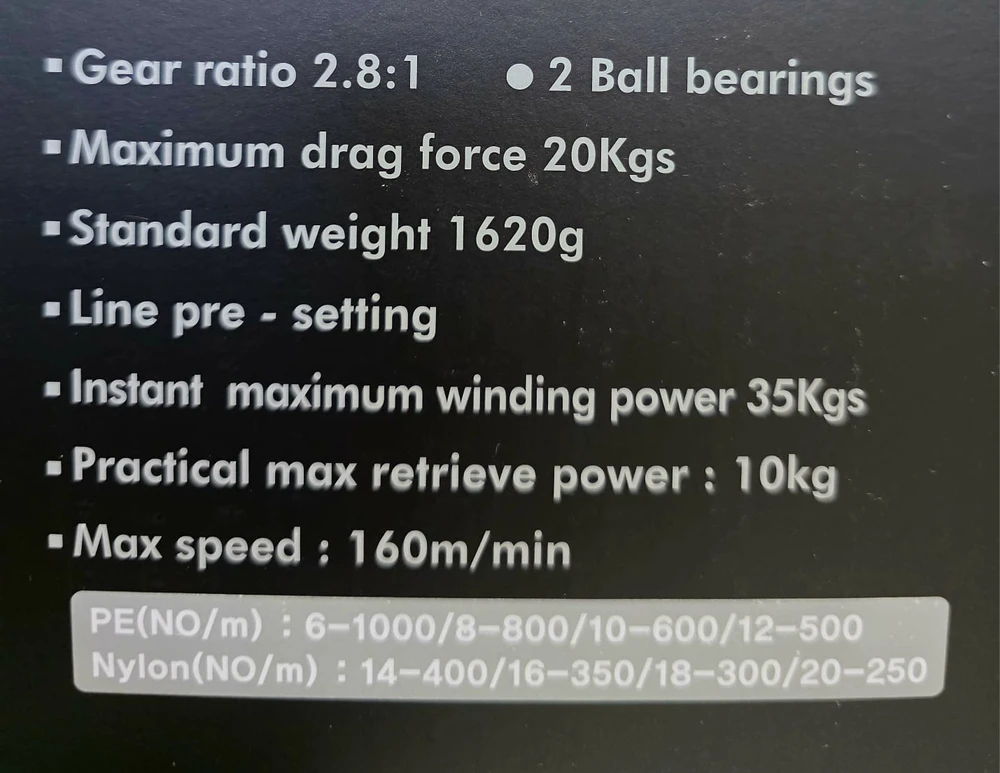 ▪ Gear ratio 2.8:1 ● 2 Ball bearings
▪ Maximum drag force 20Kgs
▪ Standard weight 1620g
▪ Line pre - setting
▪ Instant maximum winding power 35Kgs
▪ Practical max retrieve power : 10kg
▪ Max speed : 160m/min
PE(NO/m) : 6-1000/8-800/10-600/12-500
Nylon(NO/m) : 14-400/16-350/18-300/20-250